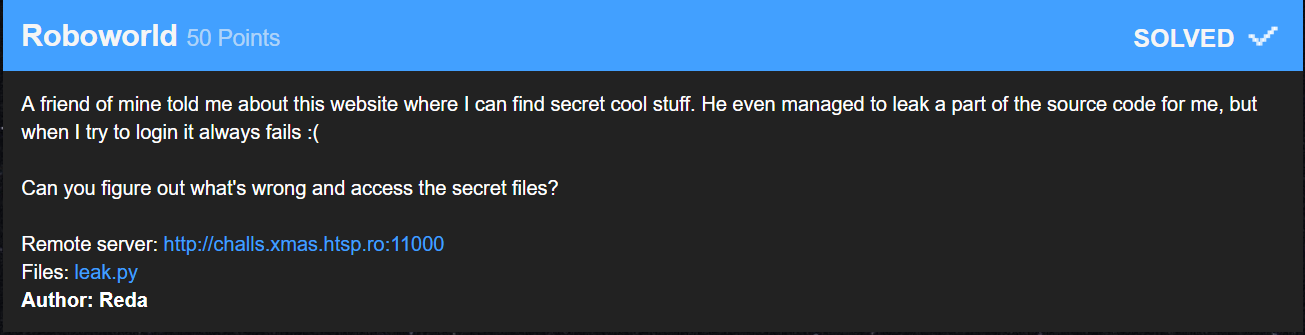 Roboworld 50 Points
SOLVED
A friend of mine told me about this website where I can find secret cool stuff. He even managed to leak a part of the source code for me, but
when I try to login it always fails :(
Can you figure out what's wrong and access the secret files?
Remote server: http://challs.xmas.htsp.ro:11000
Files: leak.py
Author: Reda